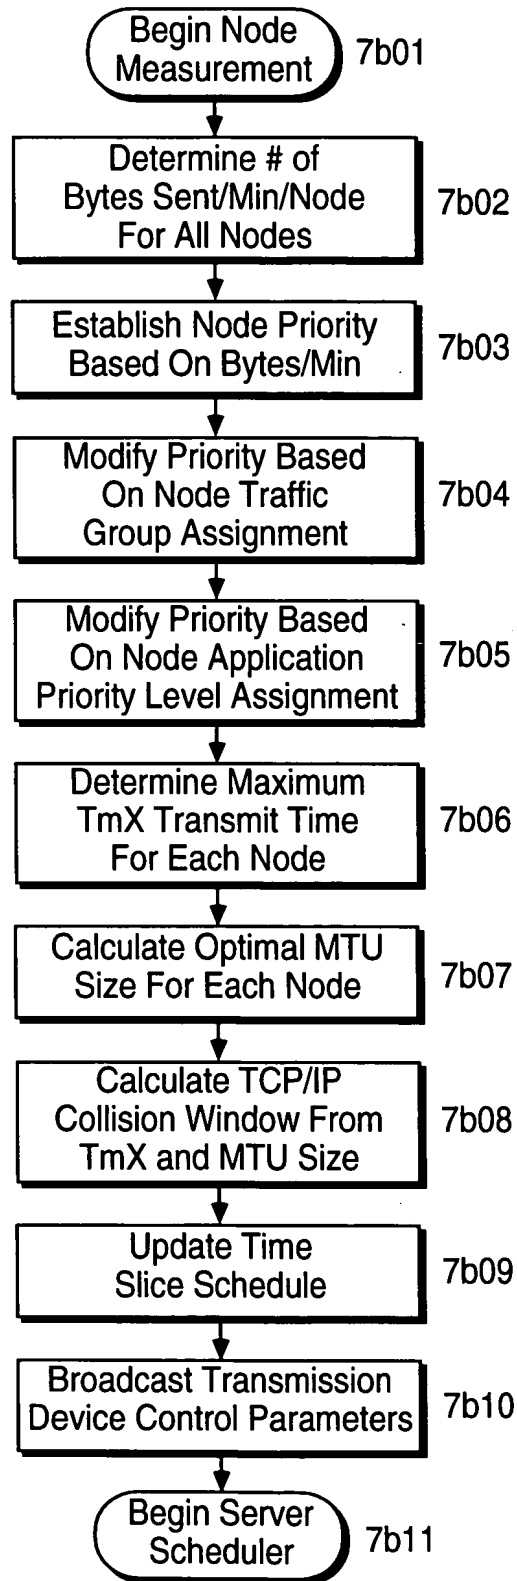 Begin Node
Measurement
7b01
Determine # of
Bytes Sent/Min/Node
For All Nodes
7b02
Establish Node Priority
Based On Bytes/Min
7b03
Modify Priority Based
On Node Traffic
Group Assignment
7b04
Modify Priority Based
On Node Application
Priority Level Assignment
7b05
Determine Maximum
TmX Transmit Time
For Each Node
7b06
Calculate Optimal MTU
Size For Each Node
7b07
Calculate TCP/IP
Collision Window From
TmX and MTU Size
7b08
Update Time
Slice Schedule
7b09
Broadcast Transmission
Device Control Parameters
7b10
Begin Server
Scheduler
7b11